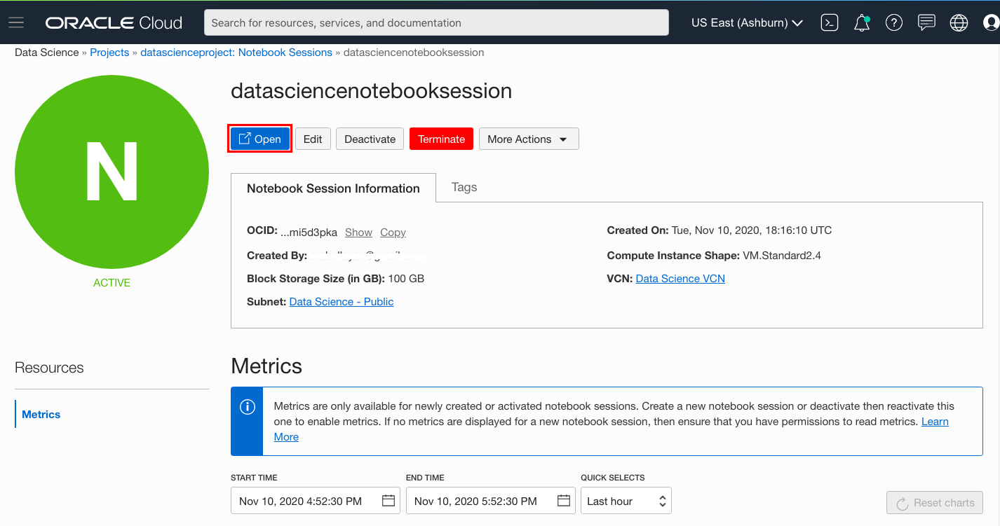 ORACLE Cloud
Search for resources, services, and documentation
US East (Ashburn)
Data Science » Projects » datascienceproject: Notebook Sessions » datasciencenotebooksession
N
ACTIVE
datasciencenotebooksession
Open Edit Deactivate Terminate More Actions
Notebook Session Information Tags
OCID: ...mi5d3pka Show Copy
Created By:
Block Storage Size (in GB): 100 GB
Subnet: Data Science - Public
Created On: Tue, Nov 10, 2020, 18:16:10 UTC
Compute Instance Shape: VM.Standard2.4
VCN: Data Science VCN
Resources
Metrics
Metrics
Metrics are only available for newly created or activated notebook sessions. Create a new notebook session or deactivate then reactivate this
one to enable metrics. If no metrics are displayed for a new notebook session, then ensure that you have permissions to read metrics. Learn
More
START TIME END TIME QUICK SELECTS
Nov 10, 2020 4:52:30 PM Nov 10, 2020 5:52:30 PM Last hour Reset charts